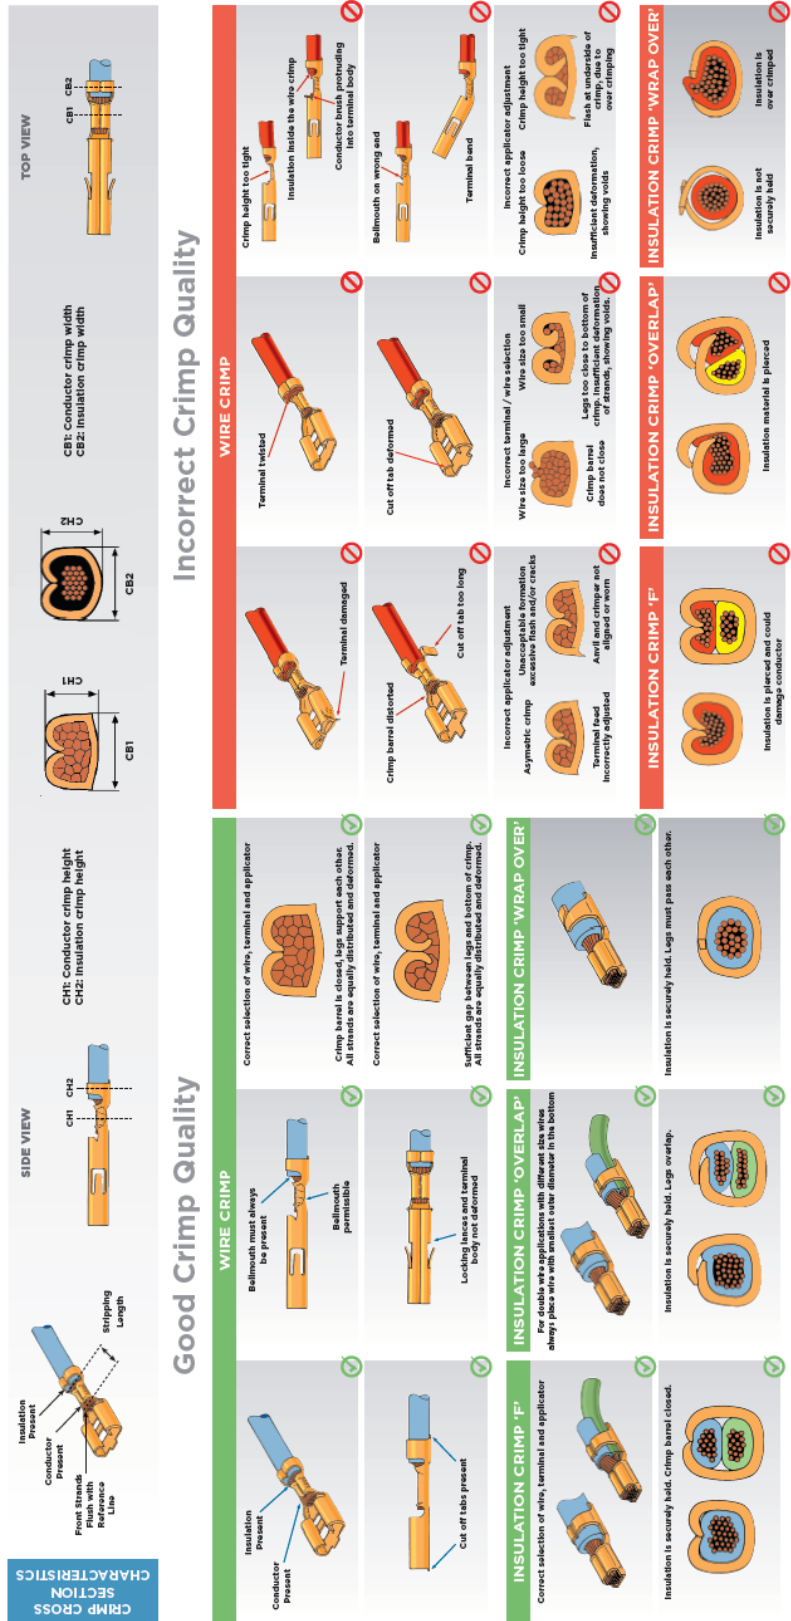 CRIMP CROSS
SECTION
CHARACTERISTICS
Insulation
Present
Conductor
Present
Front Strands
Flush with
Reference
Line
Stripping
Length
SIDE VIEW
CH1
CH2
CH1: Conductor crimp height
CH2: Insulation crimp height
CH1
CB1
CH2
CB2
CB1: Conductor crimp width
CB2: Insulation crimp width
TOP VIEW
CB1
CB2
Good Crimp Quality
WIRE CRIMP
Insulation
Present
Conductor
Present
Bellmouth must always
be present
Bellmouth
permissible
Correct selection of wire, terminal and applicator
Crimp barrel is closed, legs support each other.
All strands are equally distributed and deformed.
Cut off tabs present
Locking lances and terminal
body not deformed
Correct selection of wire, terminal and applicator
Sufficient gap between legs and bottom of crimp.
All strands are equally distributed and deformed.
INSULATION CRIMP 'F'
Correct selection of wire, terminal and applicator
Insulation is securely held. Crimp barrel closed.
INSULATION CRIMP 'OVERLAP'
For double wire applications with different size wires
always place wire with smallest outer diameter in the bottom
Insulation is securely held. Legs overlap.
INSULATION CRIMP 'WRAP OVER'
Insulation is securely held. Legs must pass each other.
Incorrect Crimp Quality
WIRE CRIMP
Terminal damaged
Terminal twisted
Crimp height too tight
Insulation inside the wire crimp
Conductor brush protruding
into terminal body
Crimp barrel distorted
Cut off tab too long
Cut off tab deformed
Bellmouth on wrong end
Terminal bend
Incorrect applicator adjustment
Asymetric crimp
Unacceptable formation
excessive flash and/or cracks
Terminal feed
incorrectly adjusted
Anvil and crimper not
aligned or worn
Incorrect terminal / wire selection
Wire size too large
Wire size too small
Crimp barrel
does not close
Legs too close to bottom of
crimp. Insufficient deformation
of strands, showing voids.
Incorrect applicator adjustment
Crimp height too loose
Crimp height too tight
Insufficient deformation,
showing voids
Flash at underside of
crimp, due to
over crimping
INSULATION CRIMP 'F'
Insulation is pierced and could
damage conductor
INSULATION CRIMP 'OVERLAP'
Insulation material is pierced
INSULATION CRIMP 'WRAP OVER'
Insulation is not
securely held
Insulation is
over crimped